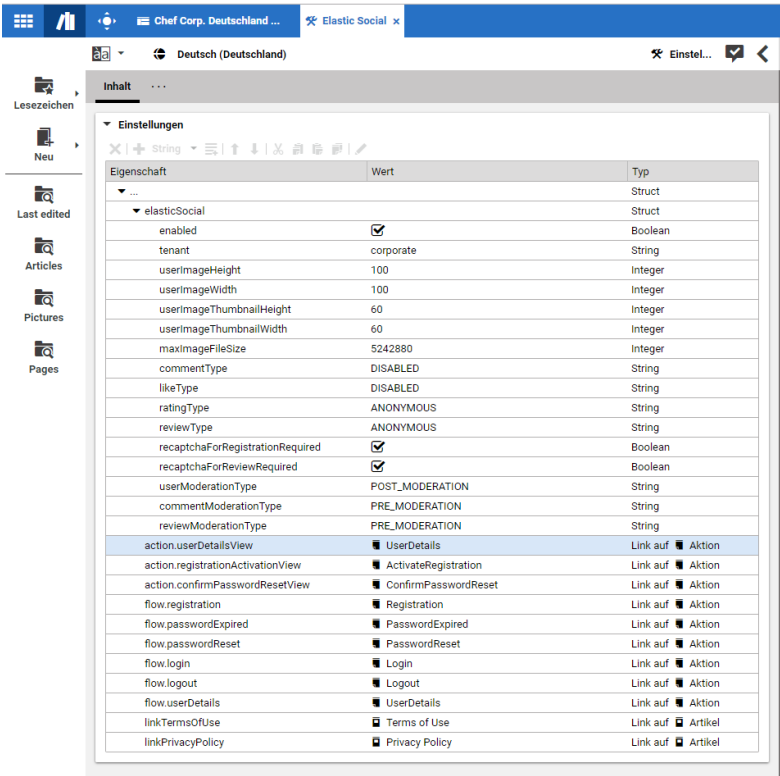 Chef Corp. Deutschland ... Elastic Social ×
àa Deutsch (Deutschland) Einstel...
Lesezeichen
Neu
Last edited
Articles
Pictures
Pages
Inhalt ...
Einstellungen
String
Eigenschaft Wert Typ
... Struct
elasticSocial Struct
enabled Boolean
tenant corporate String
userImageHeight 100 Integer
userImageWidth 100 Integer
userImageThumbnailHeight 60 Integer
userImageThumbnailWidth 60 Integer
maxImageFileSize 5242880 Integer
commentType DISABLED String
likeType DISABLED String
ratingType ANONYMOUS String
reviewType ANONYMOUS String
recaptchaForRegistrationRequired Boolean
recaptchaForReviewRequired Boolean
userModerationType POST_MODERATION String
commentModerationType PRE_MODERATION String
reviewModerationType PRE_MODERATION String
action.userDetailsView UserDetails Link auf Aktion
action.registrationActivationView ActivateRegistration Link auf Aktion
action.confirmPasswordResetView ConfirmPasswordReset Link auf Aktion
flow.registration Registration Link auf Aktion
flow.passwordExpired PasswordExpired Link auf Aktion
flow.passwordReset PasswordReset Link auf Aktion
flow.login Login Link auf Aktion
flow.logout Logout Link auf Aktion
flow.userDetails UserDetails Link auf Aktion
linkTermsOfUse Terms of Use Link auf Artikel
linkPrivacyPolicy Privacy Policy Link auf Artikel